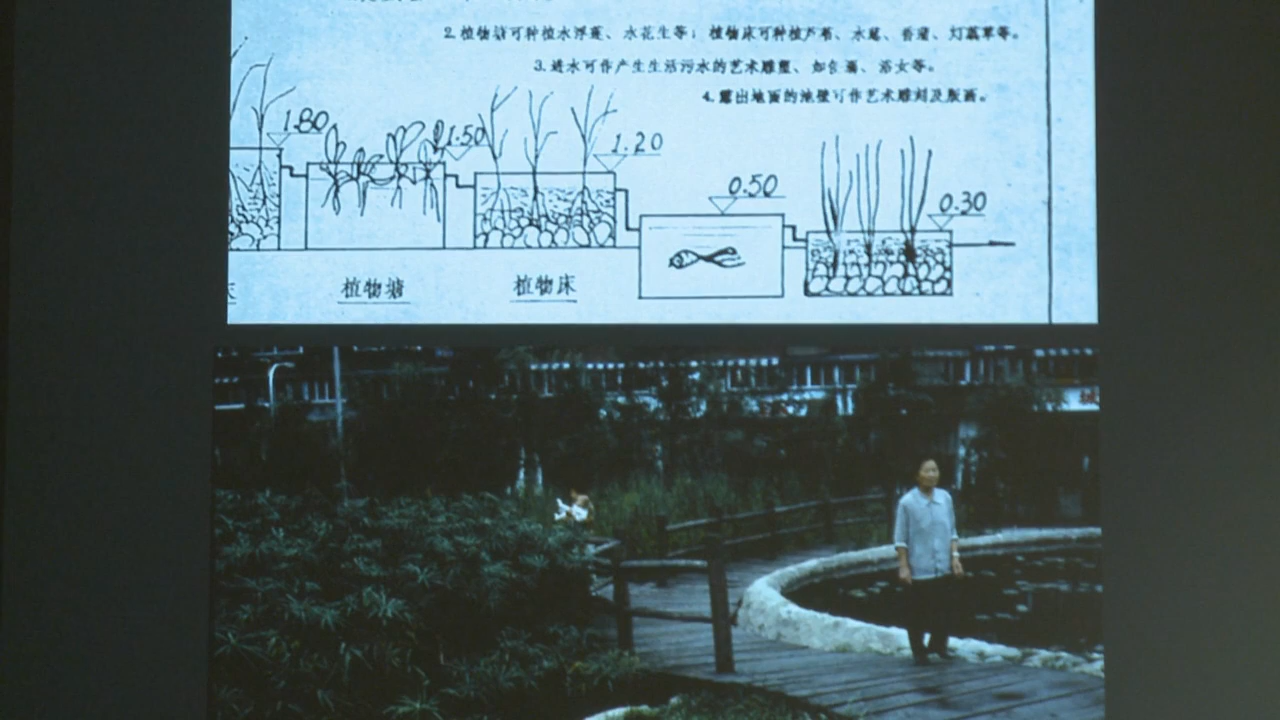 2.植物塘可种植水浮莲、水花生等；植物床可种植芦苇、水葱、香蒲、灯芯草等。
3.进水可作产生生活污水的艺术雕塑、如 浴女等。
4.露出地面的池壁可作艺术雕刻及版画。
1.80
1.50
1.20
0.50
0.30
植物塘
植物床